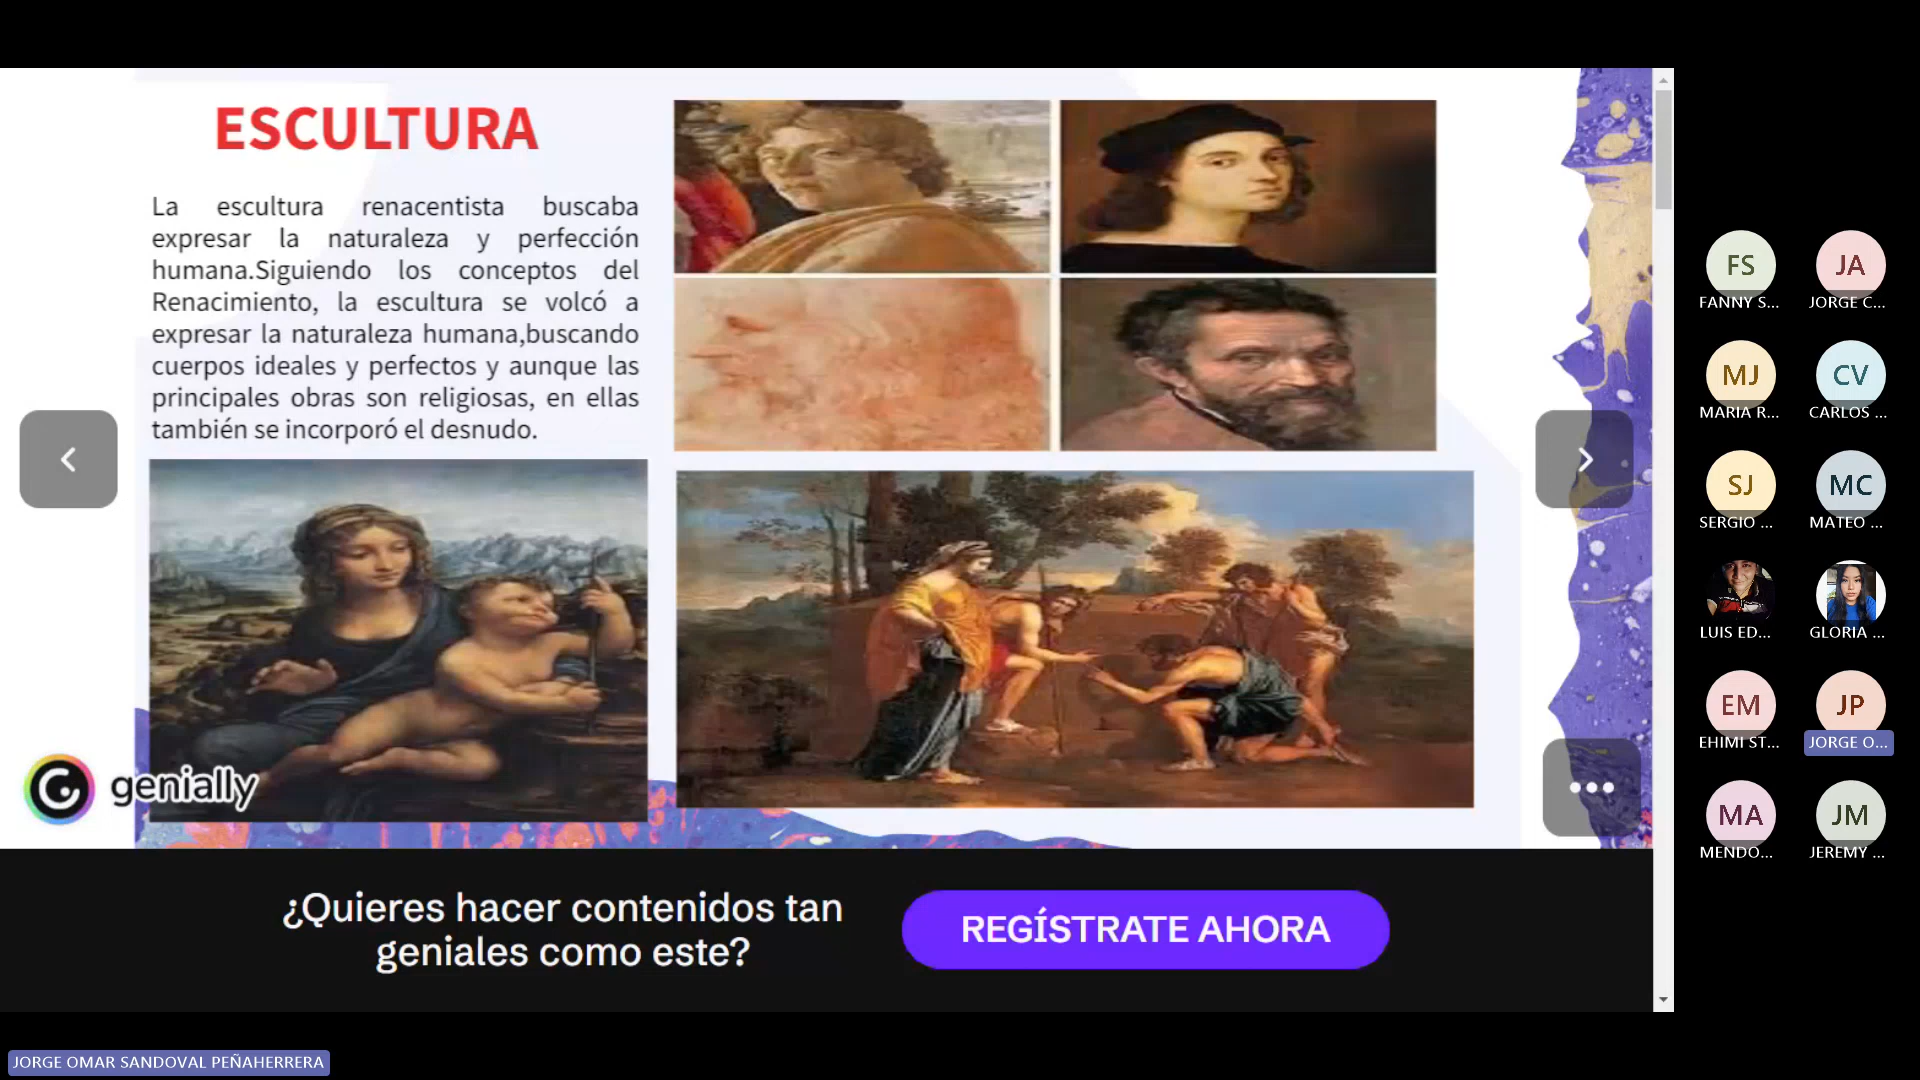 ESCULTURA
La escultura renacentista buscaba
expresar la naturaleza y perfección
humana.Siguiendo los conceptos del
Renacimiento, la escultura se volcó a
expresar la naturaleza humana,buscando
cuerpos ideales y perfectos y aunque las
principales obras son religiosas, en ellas
también se incorporó el desnudo.
genially
¿Quieres hacer contenidos tan
geniales como este?
REGÍSTRATE AHORA
FS
FANNY S...
JA
JORGE C...
MJ
MARIA R...
CV
CARLOS ...
SJ
SERGIO ...
MC
MATEO ...
LUIS ED...
GLORIA ...
EM
EHIMI ST...
JP
JORGE O...
MA
MENDO...
JM
JEREMY ...
JORGE OMAR SANDOVAL PEÑAHERRERA